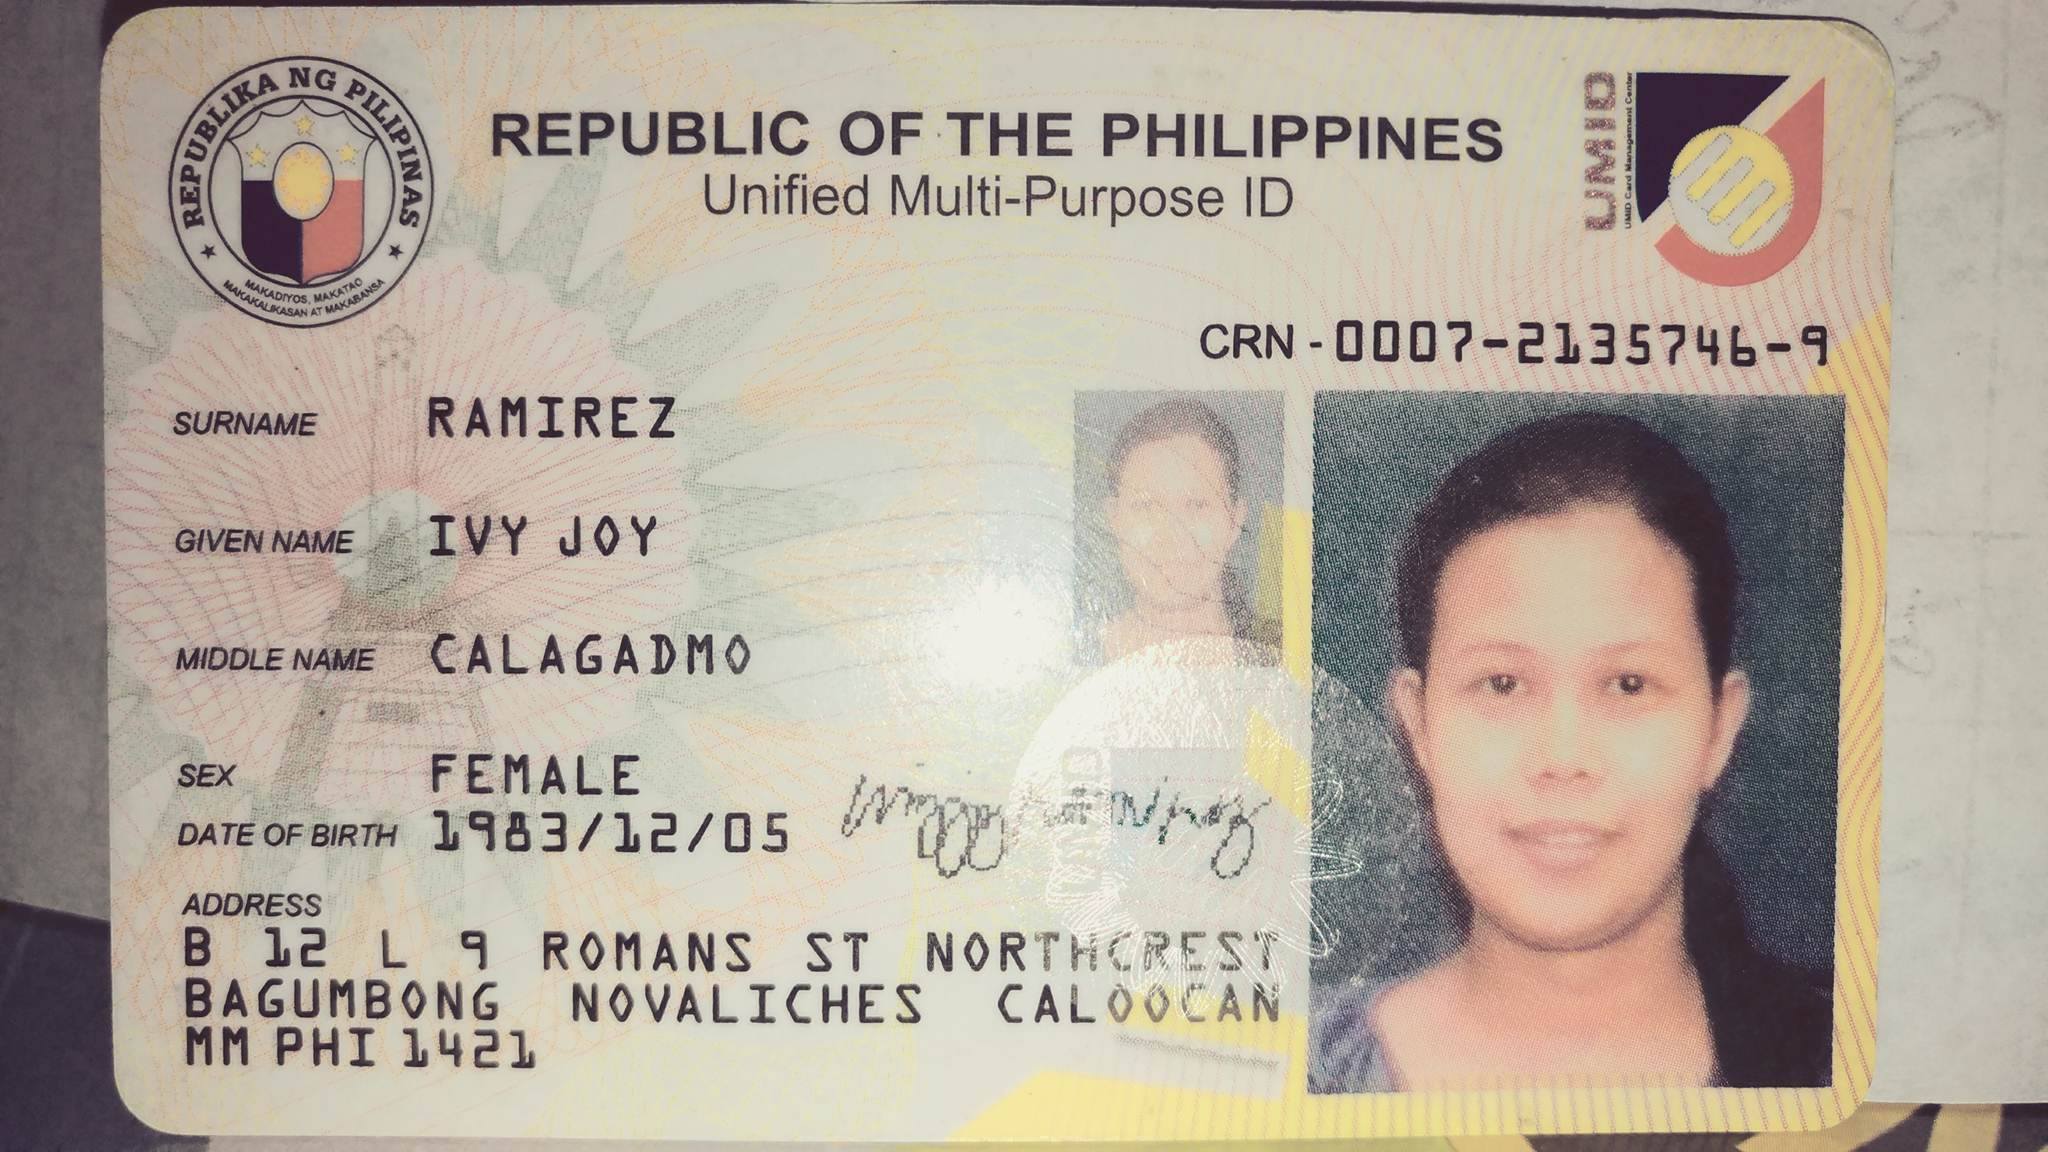 REPUBLIKA NG PILIPINAS
MAKADIYOS, MAKATAO
MAKAKALIKASAN AT MAKABANSA
REPUBLIC OF THE PHILIPPINES
Unified Multi-Purpose ID
UMID
UMID Card Management Center
CRN - 0007-2135746-9
SURNAME RAMIREZ
GIVEN NAME IVY JOY
MIDDLE NAME CALAGADMO
SEX FEMALE
DATE OF BIRTH 1983/12/05
ADDRESS
B 12 L 9 ROMANS ST NORTHCREST
BAGUMBONG NOVALICHES CALOOCAN
MM PHI 1421